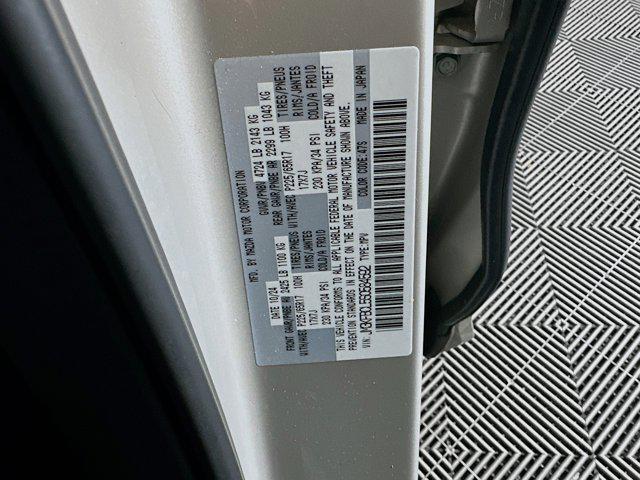 MFD. BY MAZDA MOTOR CORPORATION
DATE 10/24 GVWR/PNBV 4724 LB 2143 KG
FRONT GAWR/PNBE AV 2425 LB 1100 KG REAR GAWR/PNBE AR 2299 LB 1043 KG
WITH/AVEC P225/65R17 100H TIRES/PNEUS WITH/AVEC P225/65R17 100H TIRES/PNEUS
17X7J RIMS/JANTES 17X7J RIMS/JANTES
230 KPA/34 PSI COLD/A FROID 230 KPA/34 PSI COLD/A FROID
THIS VEHICLE CONFORMS TO ALL APPLICABLE FEDERAL MOTOR VEHICLE SAFETY AND THEFT
PREVENTION STANDARDS IN EFFECT ON THE DATE OF MANUFACTURE SHOWN ABOVE.
VIN: TYPE:MPV COLOR CODE:47S MADE IN JAPAN